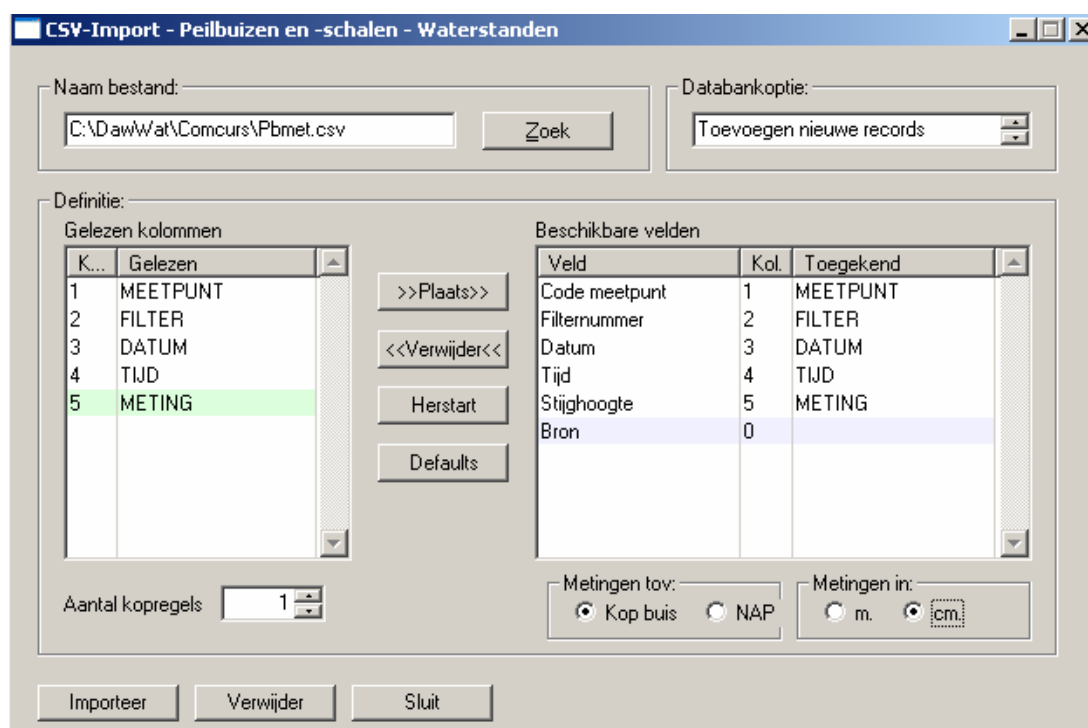 CSV-Import - Peilbuizen en -schalen - Waterstanden
Naam bestand:
C:\DawWat\Comcurs\Pbmet.csv
Zoek
Databankoptie:
Toevoegen nieuwe records
Definitie:
Gelezen kolommen
K... Gelezen
1 MEETPUNT
2 FILTER
3 DATUM
4 TIJD
5 METING
>>Plaats>>
<<Verwijder<<
Herstart
Defaults
Beschikbare velden
Veld Kol. Toegekend
Code meetpunt 1 MEETPUNT
Filternummer 2 FILTER
Datum 3 DATUM
Tijd 4 TIJD
Stijghoogte 5 METING
Bron 0
Aantal kopregels 1
Metingen tov:
Kop buis NAP
Metingen in:
m. cm.
Importeer Verwijder Sluit